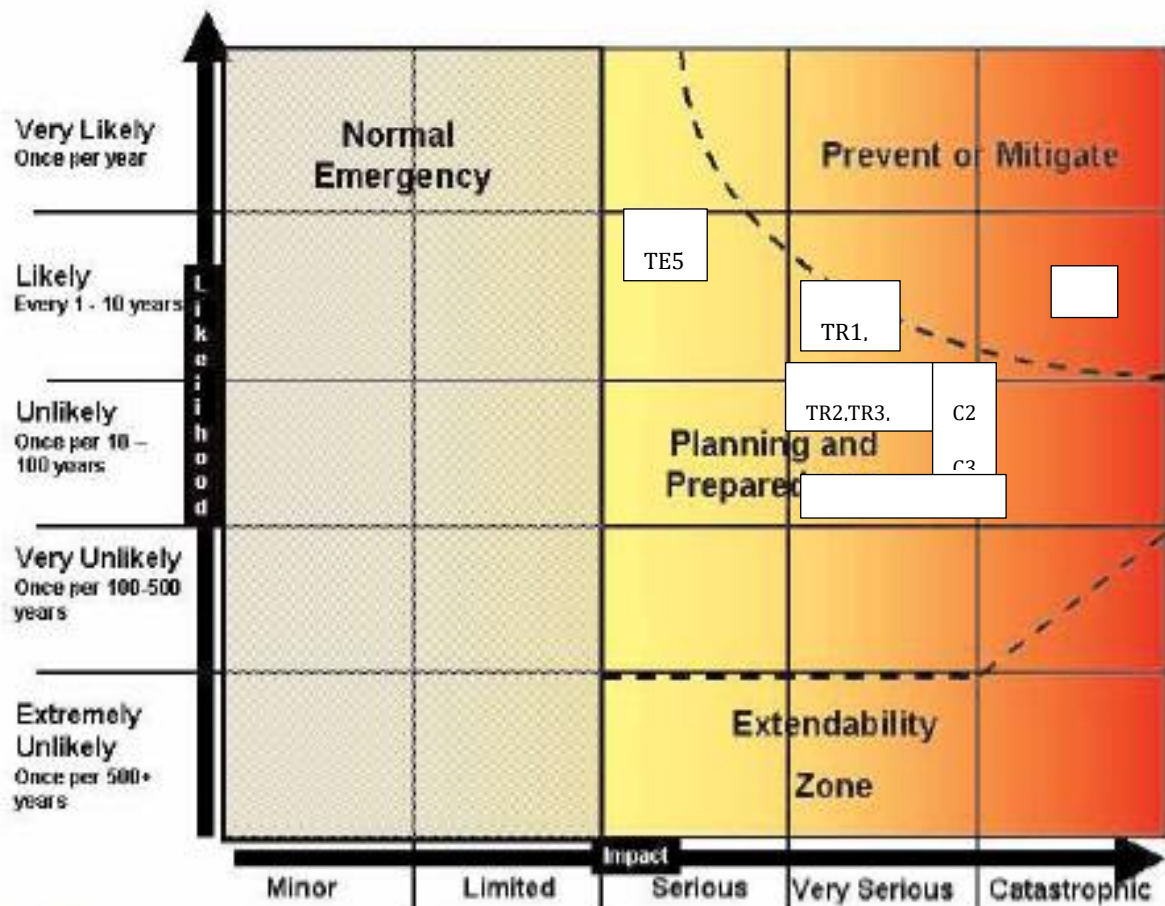 Very Likely
Once per year
Normal
Emergency
Prevent or Mitigate
Likely
Every 1 - 10 years
Likelihood
TE5
TR1,
Unlikely
Once per 10 –
100 years
TR2,TR3,
C2
C3
Planning and
Prepared
Very Unlikely
Once per 100-500
years
Extremely
Unlikely
Once per 500+
years
Extendability
Zone
Impact
Minor
Limited
Serious
Very Serious
Catastrophic